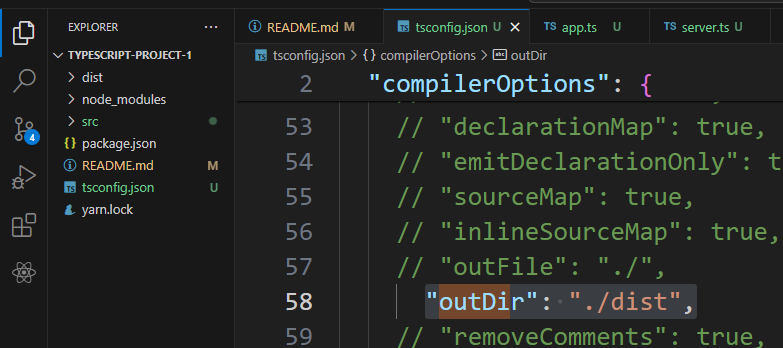 EXPLORER
TYPESCRIPT-PROJECT-1
dist
node_modules
src
package.json
README.md M
tsconfig.json U
yarn.lock
4
README.md M
tsconfig.json U
TS app.ts U
TS server.ts U
tsconfig.json > {} compilerOptions > outDir
2 "compilerOptions": {
53 // "declarationMap": true,
54 // "emitDeclarationOnly": t
55 // "sourceMap": true,
56 // "inlineSourceMap": true,
57 // "outFile": "./",
58 "outDir": "./dist",
59 // "removeComments": true,